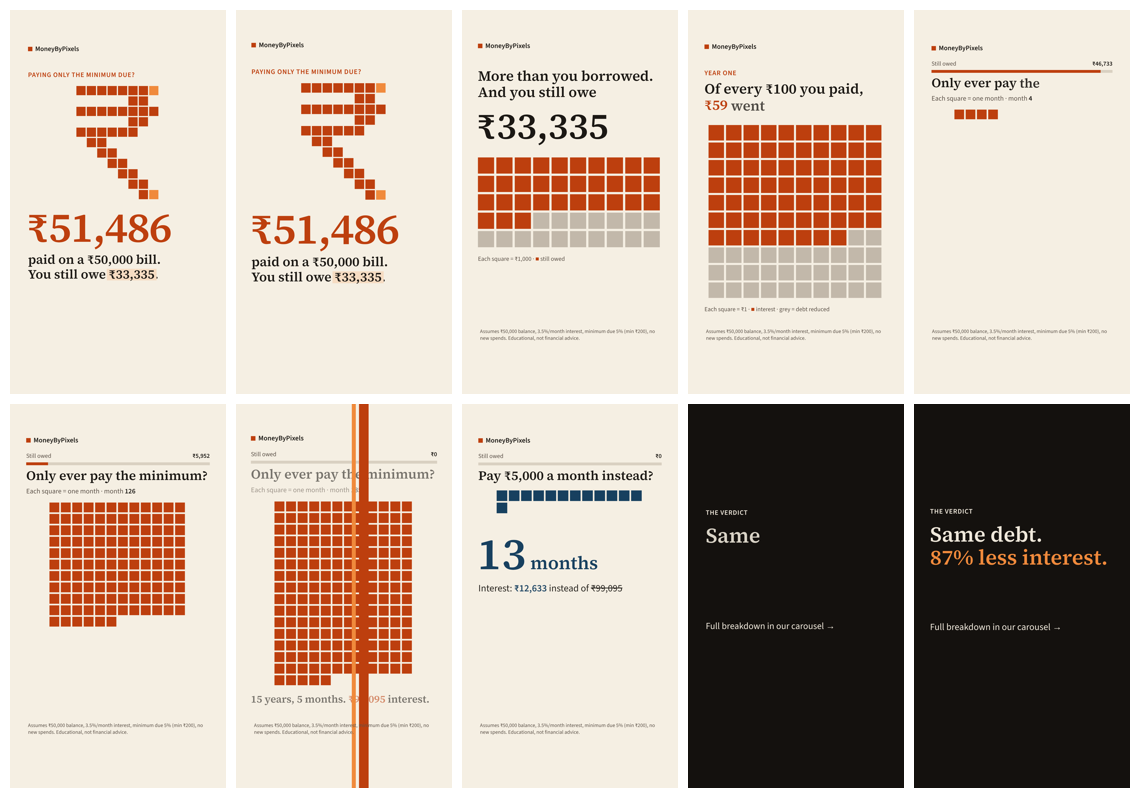 MoneyByPixels
PAYING ONLY THE MINIMUM DUE?
₹51,486
paid on a ₹50,000 bill.
You still owe ₹33,335.
MoneyByPixels
PAYING ONLY THE MINIMUM DUE?
₹51,486
paid on a ₹50,000 bill.
You still owe ₹33,335.
MoneyByPixels
More than you borrowed.
And you still owe
₹33,335
Each square = ₹1,000 · still owed
Assumes ₹50,000 balance, 3.5%/month interest, minimum due 5% (min ₹200), no
new spends. Educational, not financial advice.
MoneyByPixels
YEAR ONE
Of every ₹100 you paid,
₹59 went
Each square = ₹1 · interest · grey = debt reduced
Assumes ₹50,000 balance, 3.5%/month interest, minimum due 5% (min ₹200), no
new spends. Educational, not financial advice.
MoneyByPixels
Still owed ₹46,733
Only ever pay the
Each square = one month · month 4
Assumes ₹50,000 balance, 3.5%/month interest, minimum due 5% (min ₹200), no
new spends. Educational, not financial advice.
MoneyByPixels
Still owed ₹5,952
Only ever pay the minimum?
Each square = one month · month 126
Assumes ₹50,000 balance, 3.5%/month interest, minimum due 5% (min ₹200), no
new spends. Educational, not financial advice.
MoneyByPixels
Still owed ₹0
Only ever pay the minimum?
Each square = one month · month
15 years, 5 months. interest.
Assumes ₹50,000 balance, 3.5%/month interest, minimum due 5% (min ₹200), no
new spends. Educational, not financial advice.
MoneyByPixels
Still owed ₹0
Pay ₹5,000 a month instead?
13 months
Interest: ₹12,633 instead of ₹99,095
Assumes ₹50,000 balance, 3.5%/month interest, minimum due 5% (min ₹200), no
new spends. Educational, not financial advice.
THE VERDICT
Same
Full breakdown in our carousel →
THE VERDICT
Same debt.
87% less interest.
Full breakdown in our carousel →